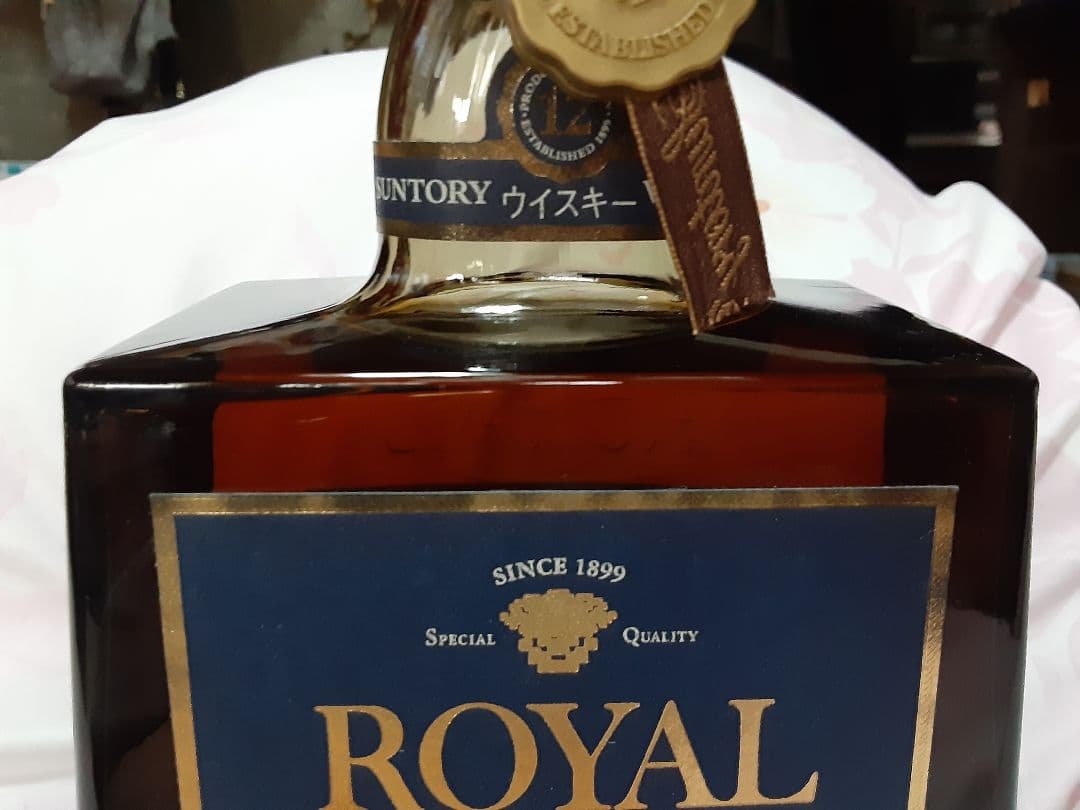 ESTABLISHED
12
ESTABLISHED 1899
SUNTORY ウイスキー
SINCE 1899
SPECIAL QUALITY
ROYAL